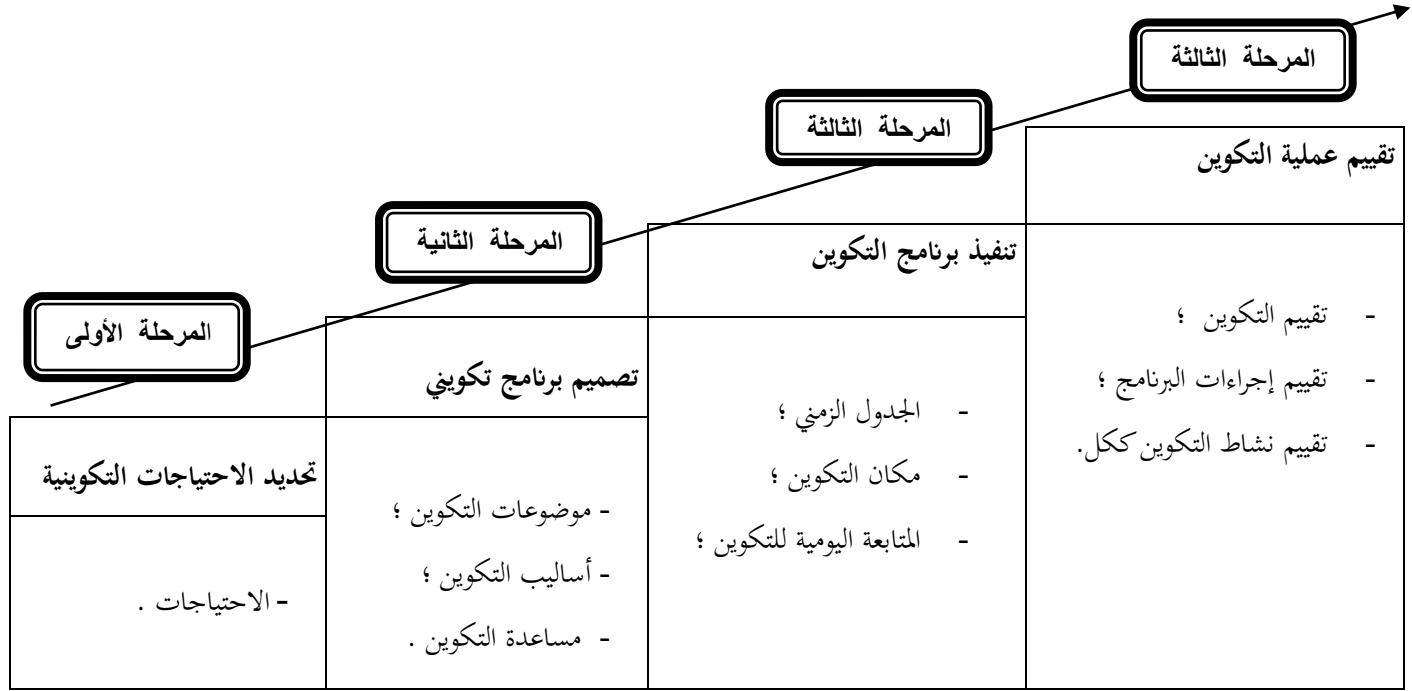 المرحلة الأولى
تحديد الاحتياجات التكوينية
- الاحتياجات .
المرحلة الثانية
تصميم برنامج تكويني
- موضوعات التكوين ؛
- أساليب التكوين ؛
- مساعدة التكوين .
المرحلة الثالثة
تنفيذ برنامج التكوين
- الجدول الزمني ؛
- مكان التكوين ؛
- المتابعة اليومية للتكوين ؛
المرحلة الثالثة
تقييم عملية التكوين
- تقييم التكوين ؛
- تقييم إجراءات البرنامج ؛
- تقييم نشاط التكوين ككل.